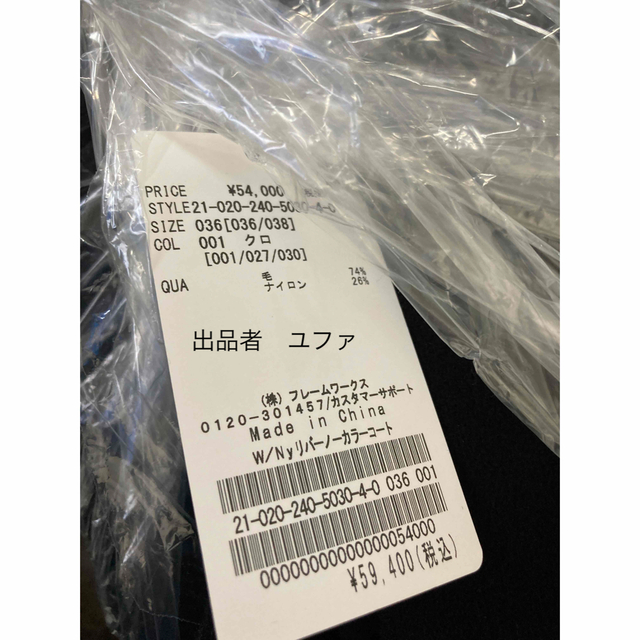 PRICE ¥54,000
STYLE21-020-240-5030-4-0
SIZE 036[036/038]
COL 001 クロ
[001/027/030]
QUA 毛 74%
ナイロン 26%
出品者 ユファ
(株)フレームワークス
0120-301457/カスタマーサポート
Made in China
W/Nyリバーノーカラーコート
21-020-240-5030-4-0 036 001
00000000000000054000
¥59,400(税込)